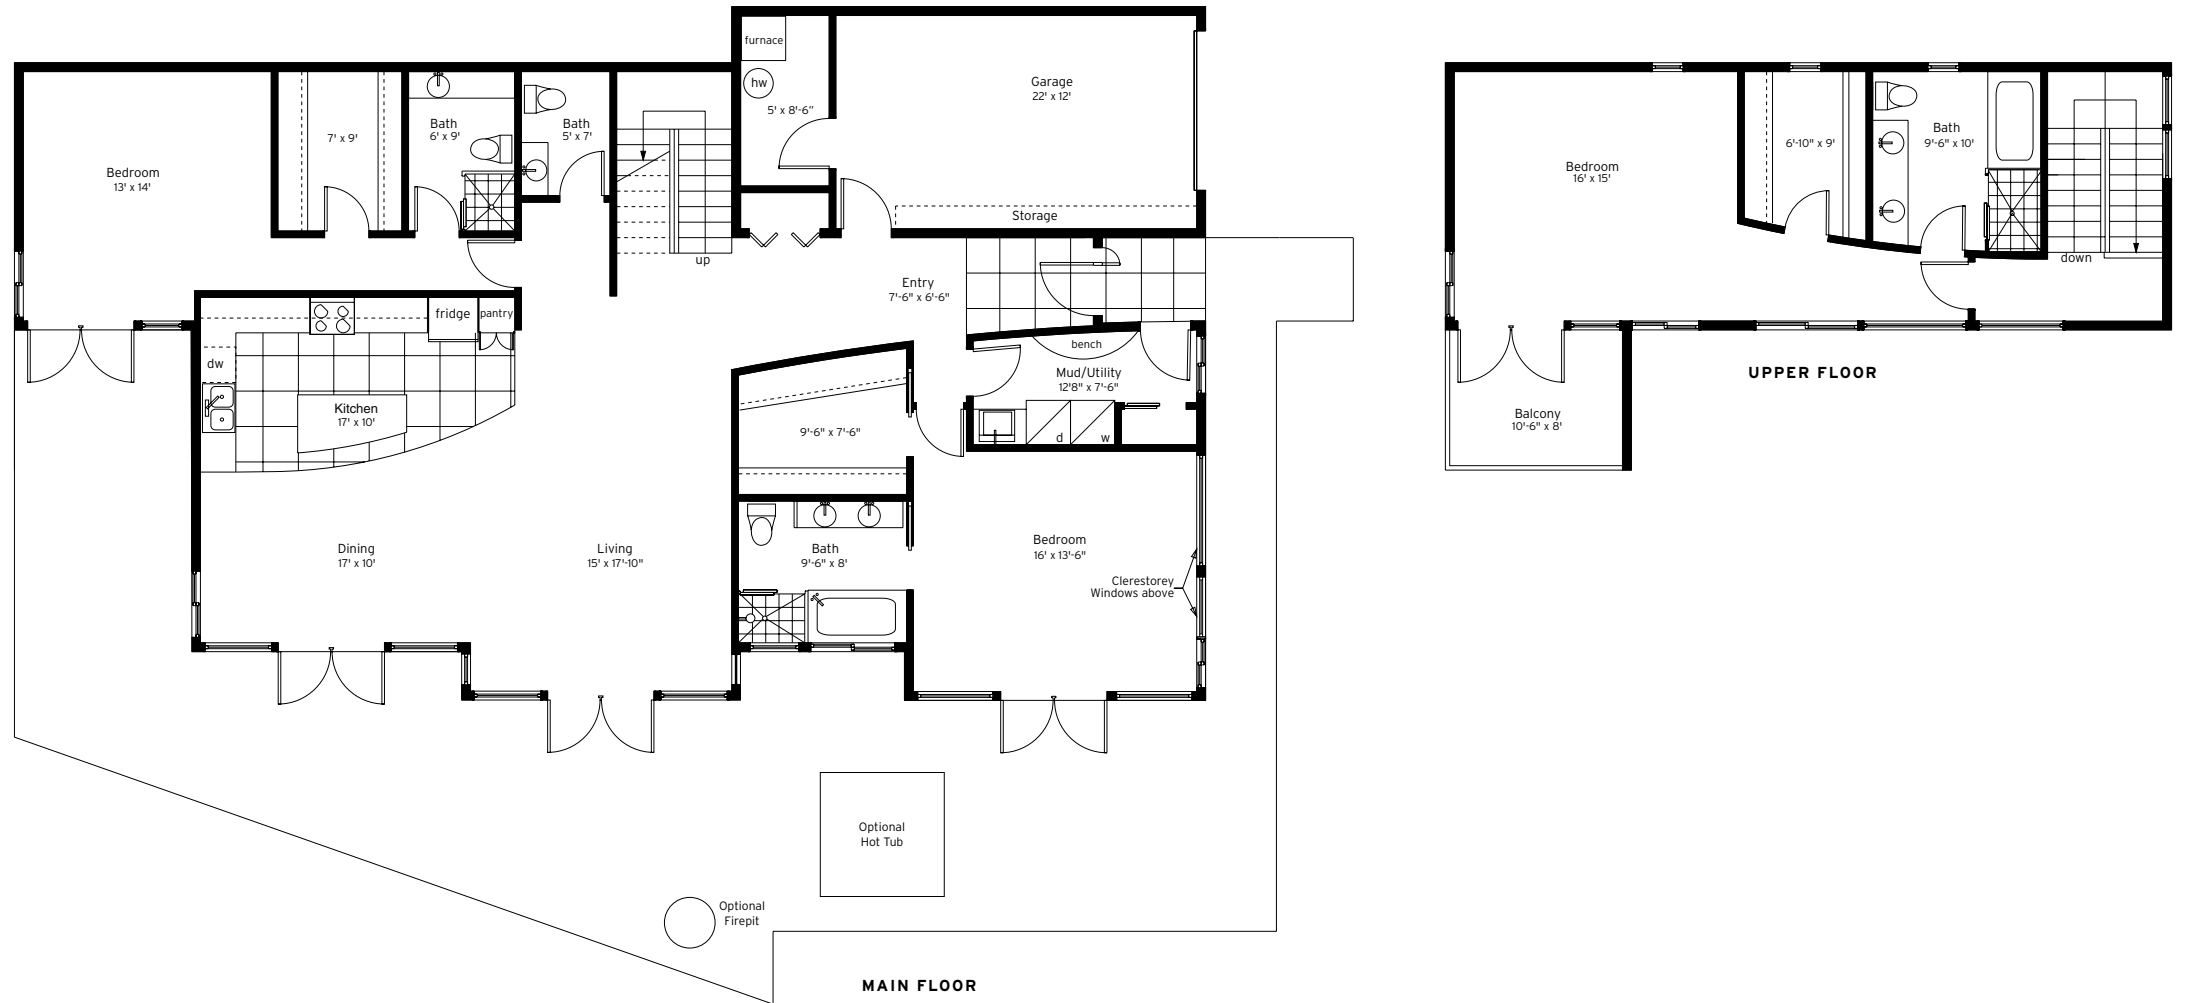 furnace
hw
5' x 8'-6"
Garage
22' x 12'
Storage
Bedroom
13' x 14'
7' x 9'
Bath
6' x 9'
Bath
5' x 7'
up
Entry
7'-6" x 6'-6"
fridge
pantry
dw
Kitchen
17' x 10'
bench
Mud/Utility
12'8" x 7'-6"
d
w
9'-6" x 7'-6"
Dining
17' x 10'
Living
15' x 17'-10"
Bath
9'-6" x 8'
Bedroom
16' x 13'-6"
Clerestorey
Windows above
Optional
Hot Tub
Optional
Firepit
MAIN FLOOR
Bedroom
16' x 15'
6'-10" x 9'
Bath
9'-6" x 10'
down
Balcony
10'-6" x 8'
UPPER FLOOR